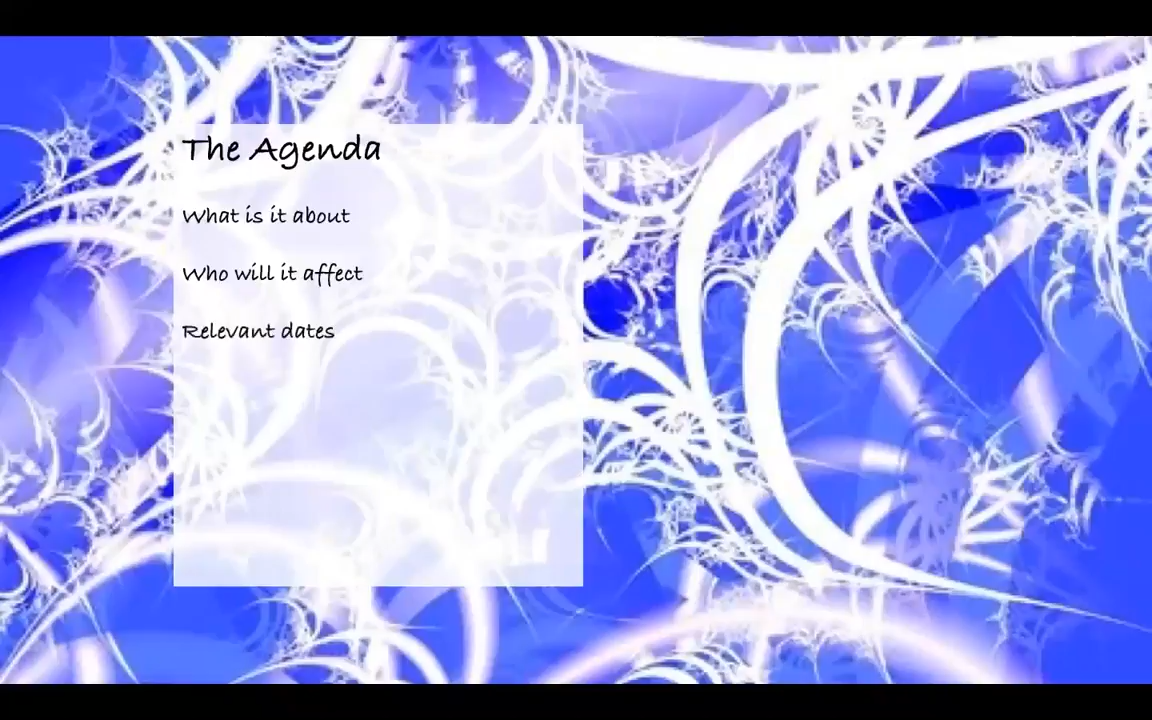 The Agenda
What is it about
Who will it affect
Relevant dates